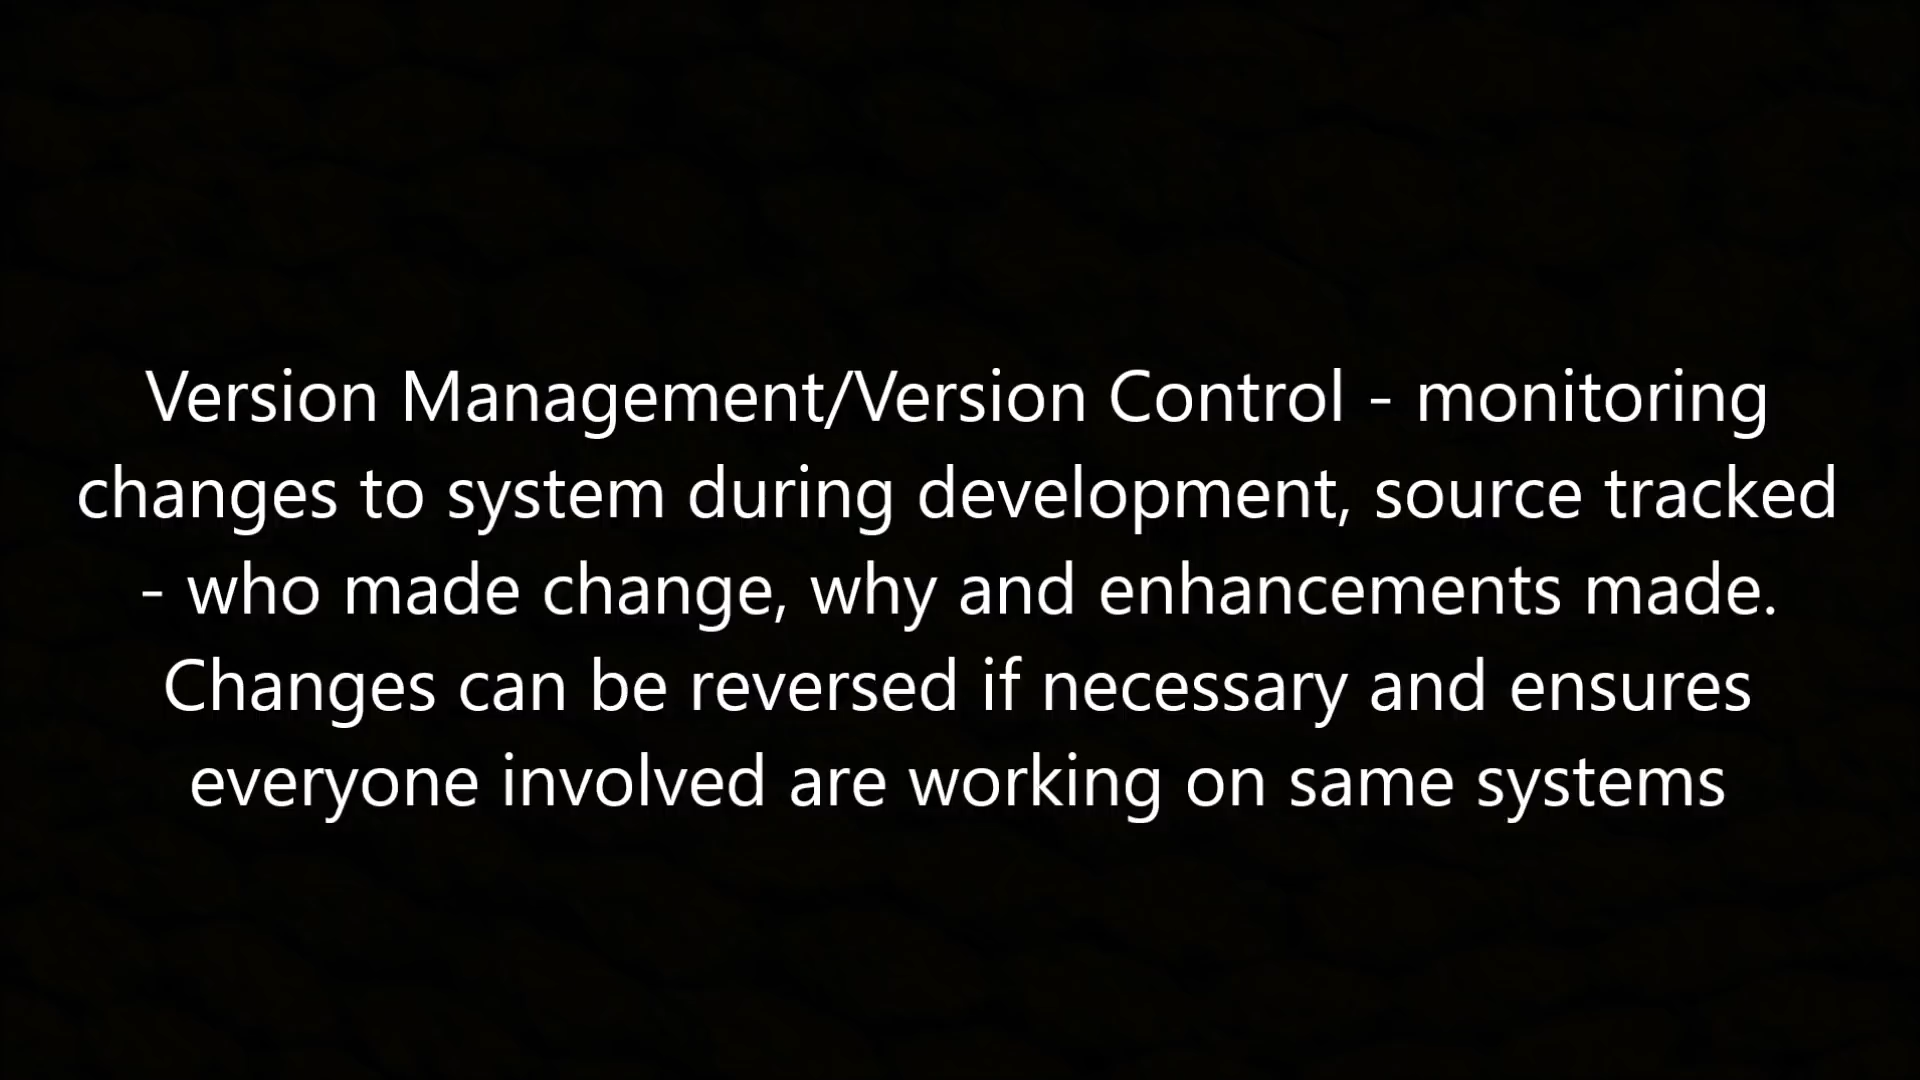 Version Management/Version Control - monitoring
changes to system during development, source tracked
- who made change, why and enhancements made.
Changes can be reversed if necessary and ensures
everyone involved are working on same systems